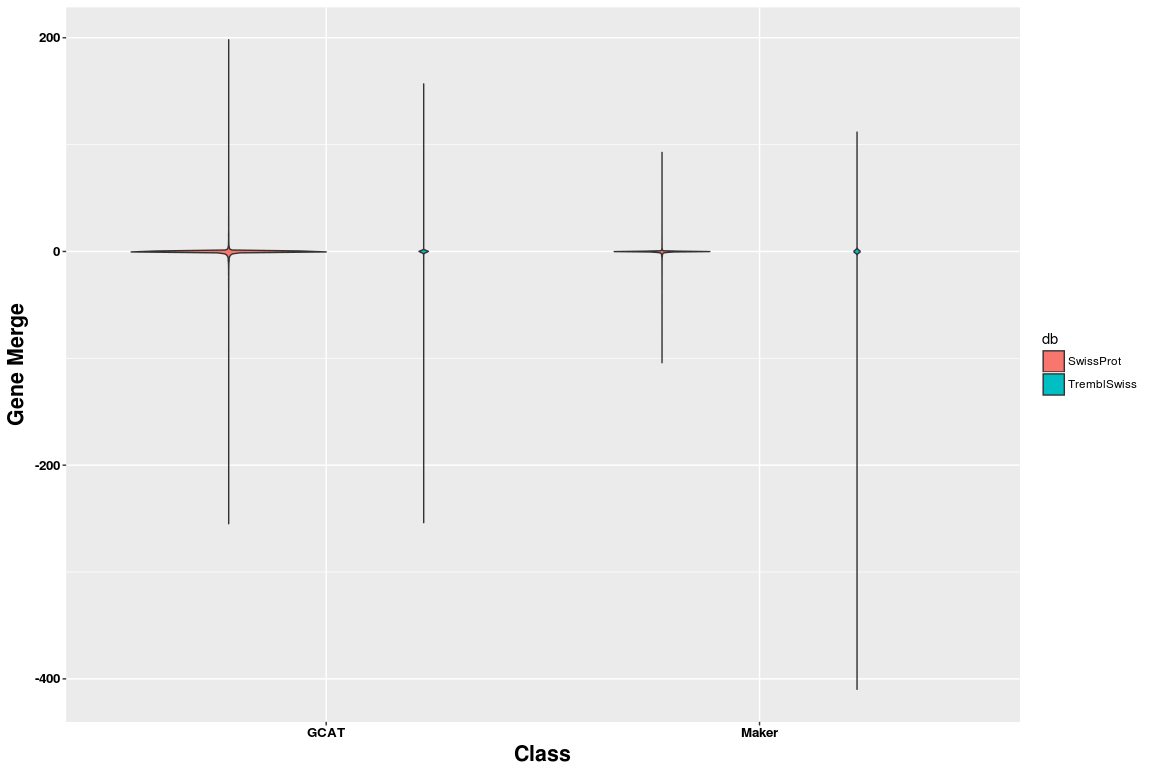 200
0
-200
-400
Gene Merge
GCAT
Maker
Class
db
SwissProt
TremblSwiss